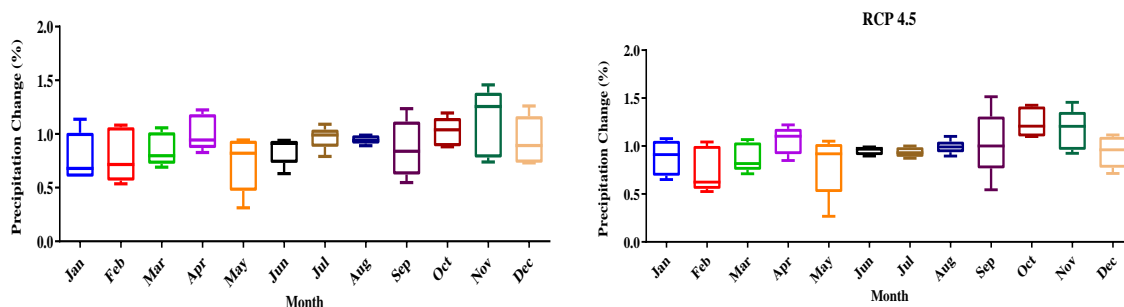 Precipitation Change (%)
2.0
1.5
1.0
0.5
0.0
Jan Feb Mar Apr May Jun Jul Aug Sep Oct Nov Dec
Month
RCP 4.5
Precipitation Change (%)
2.0
1.5
1.0
0.5
0.0
Jan Feb Mar Apr May Jun Jul Aug Sep Oct Nov Dec
Month